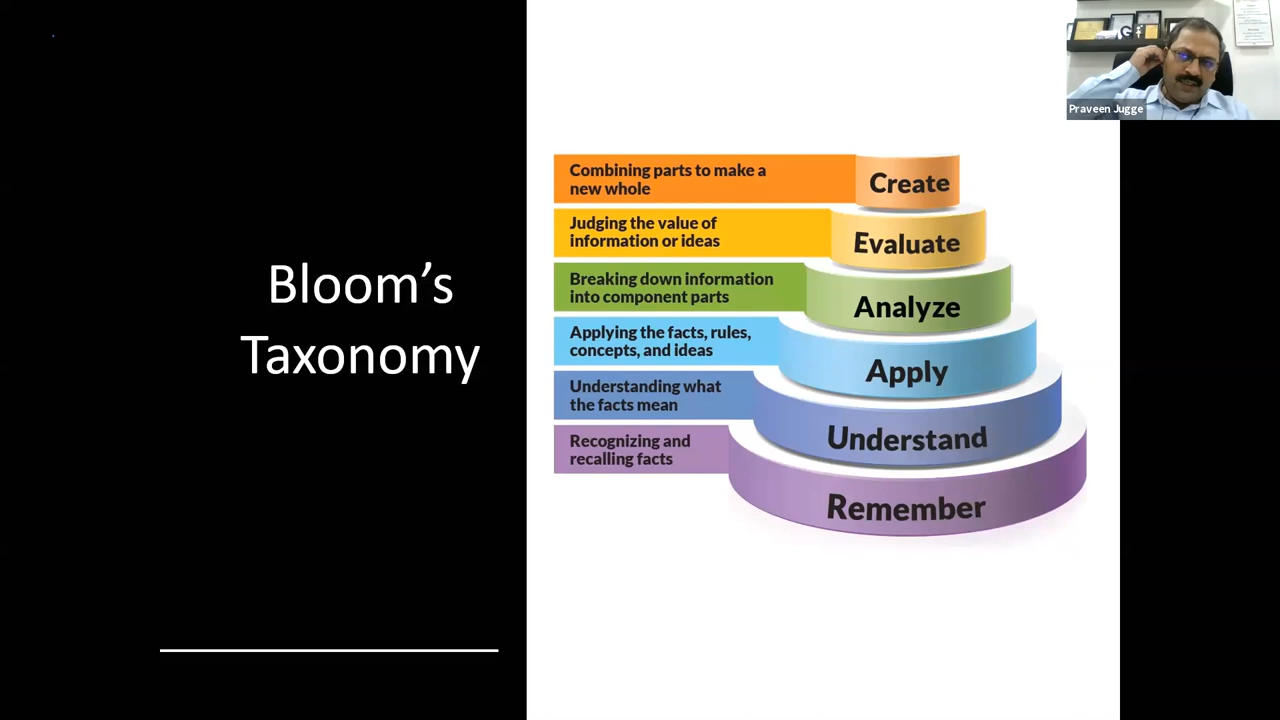 Bloom’s
Taxonomy
Combining parts to make a
new whole
Create
Judging the value of
information or ideas
Evaluate
Breaking down information
into component parts
Analyze
Applying the facts, rules,
concepts, and ideas
Apply
Understanding what
the facts mean
Understand
Recognizing and
recalling facts
Remember
Praveen Jugge